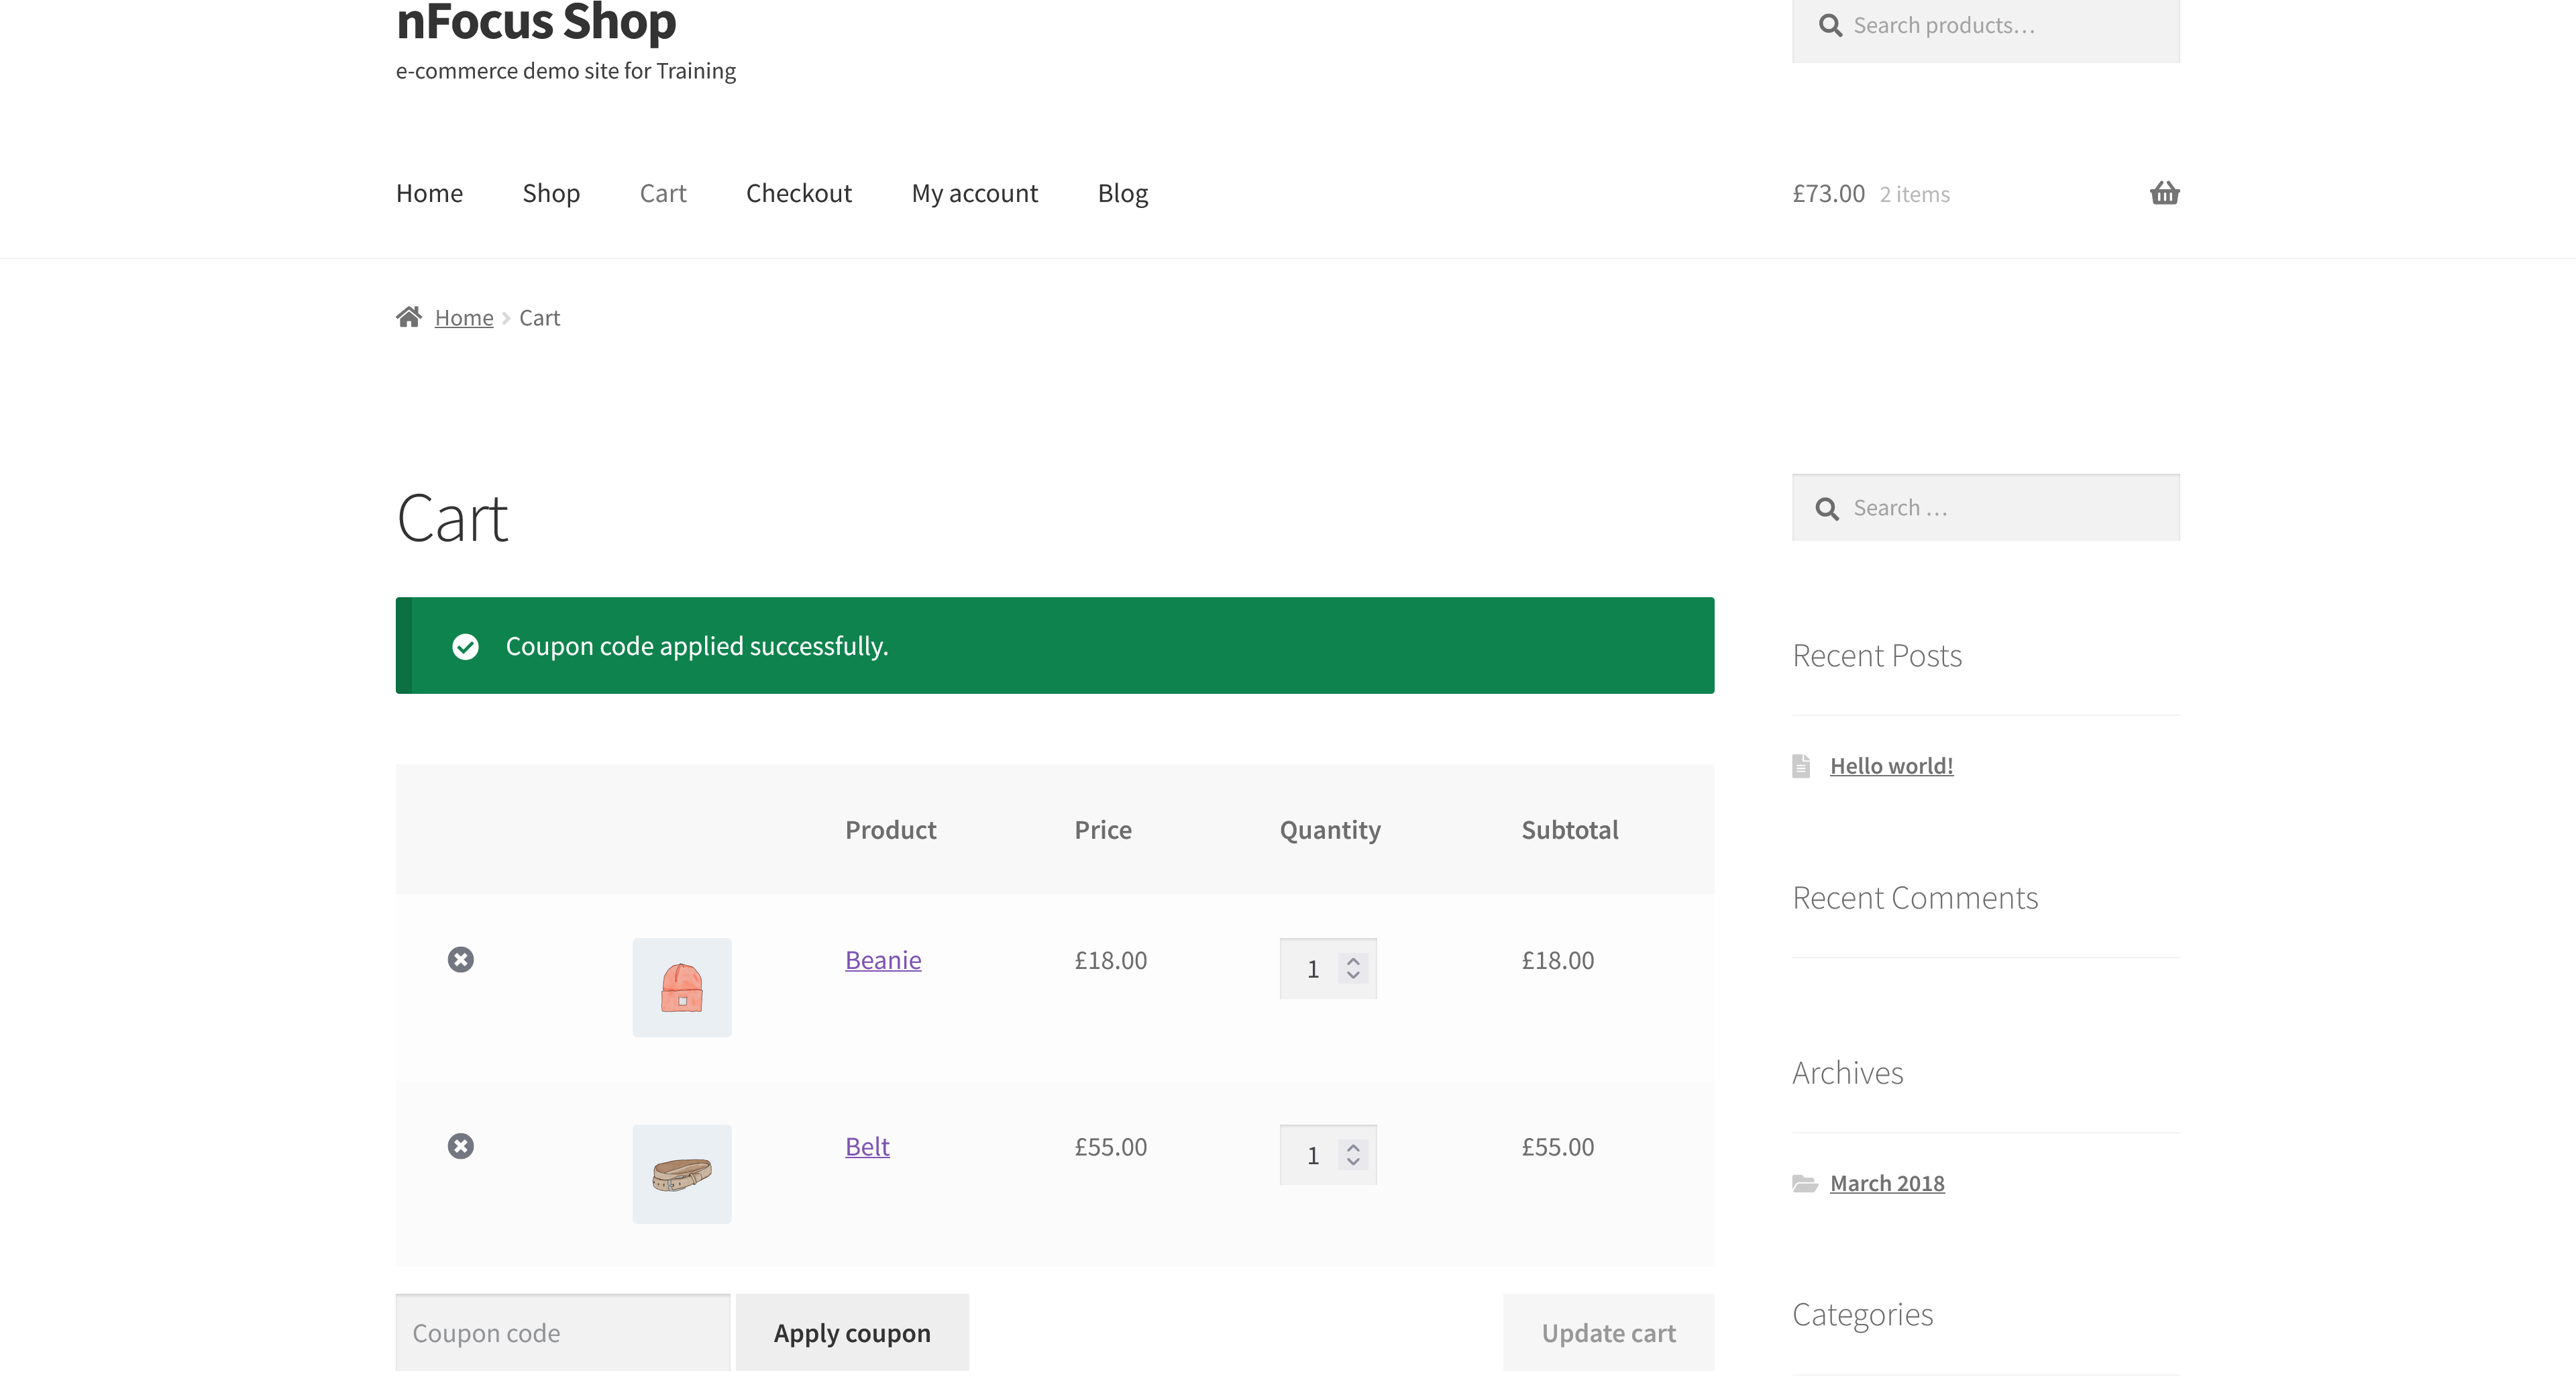 nFocus Shop
e-commerce demo site for Training
Search products…
Home Shop Cart Checkout My account Blog
£73.00 2 items
Home Cart
Cart
Coupon code applied successfully.
Product Price Quantity Subtotal
Beanie £18.00 1 £18.00
Belt £55.00 1 £55.00
Coupon code Apply coupon Update cart
Search …
Recent Posts
Hello world!
Recent Comments
Archives
March 2018
Categories